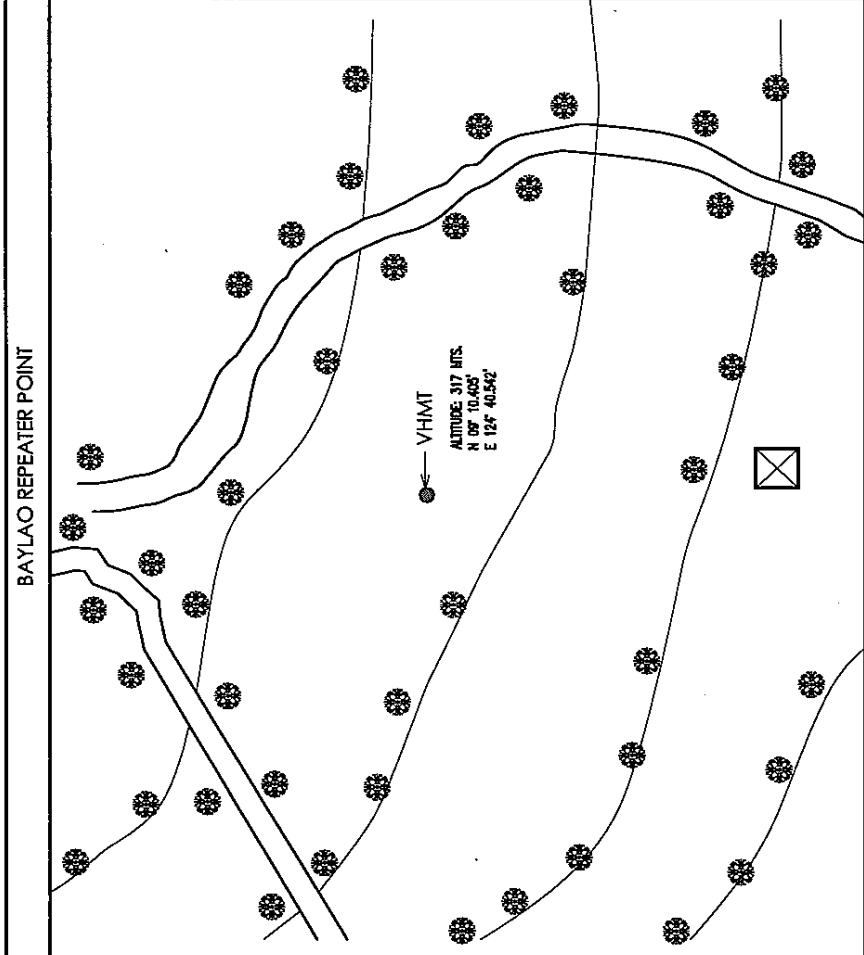 BAYLAO REPEATER POINT
VHMT
ALTITUDE: 317 MTS.
N 09° 10.405'
E 124° 40.542'